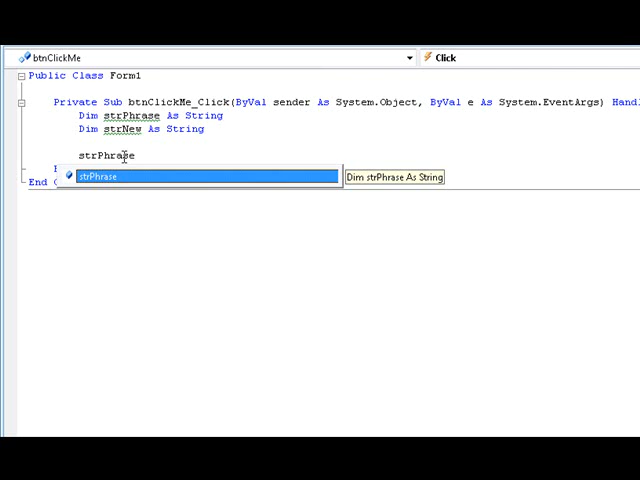 btnClickMe Click
Public Class Form1
Private Sub btnClickMe_Click(ByVal sender As System.Object, ByVal e As System.EventArgs)
Dim strPhrase As String
Dim strNew As String
strPhrase
strPhrase Dim strPhrase As String
End